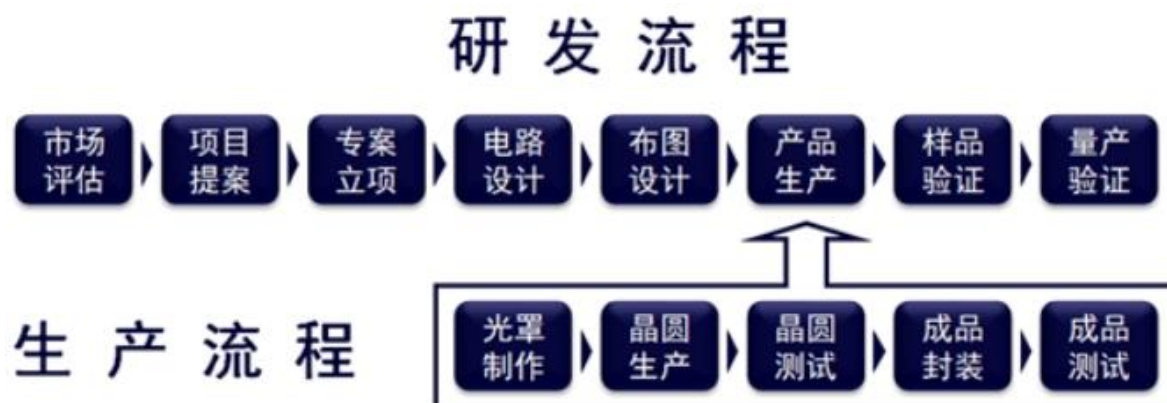 研发流程
市场
评估
项目
提案
专案
立项
电路
设计
布图
设计
产品
生产
样品
验证
量产
验证
生产流程
光罩
制作
晶圆
生产
晶圆
测试
成品
封装
成品
测试